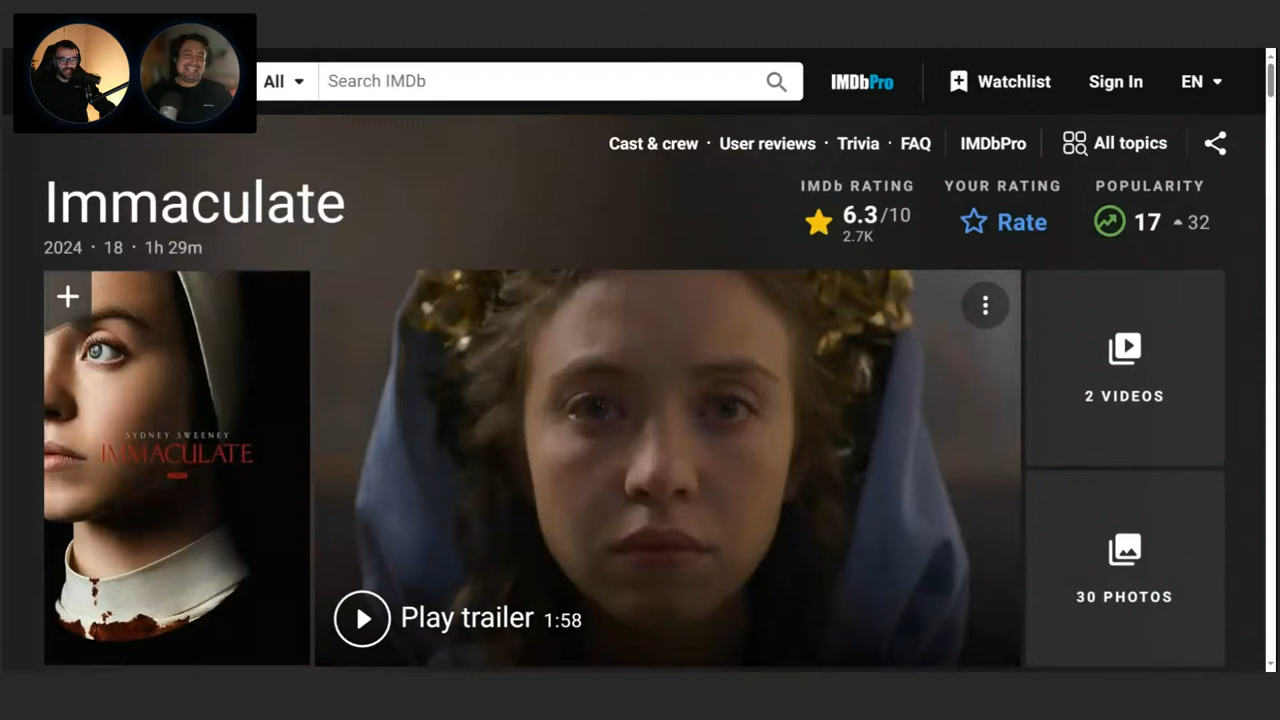 All
Search IMDb
IMDbPro
Watchlist
Sign In
EN
Cast & crew · User reviews · Trivia · FAQ
IMDbPro
All topics
Immaculate
2024 · 18 · 1h 29m
IMDb RATING
6.3/10
2.7K
YOUR RATING
Rate
POPULARITY
17
32
SYDNEY SWEENEY
IMMACULATE
Play trailer 1:58
2 VIDEOS
30 PHOTOS